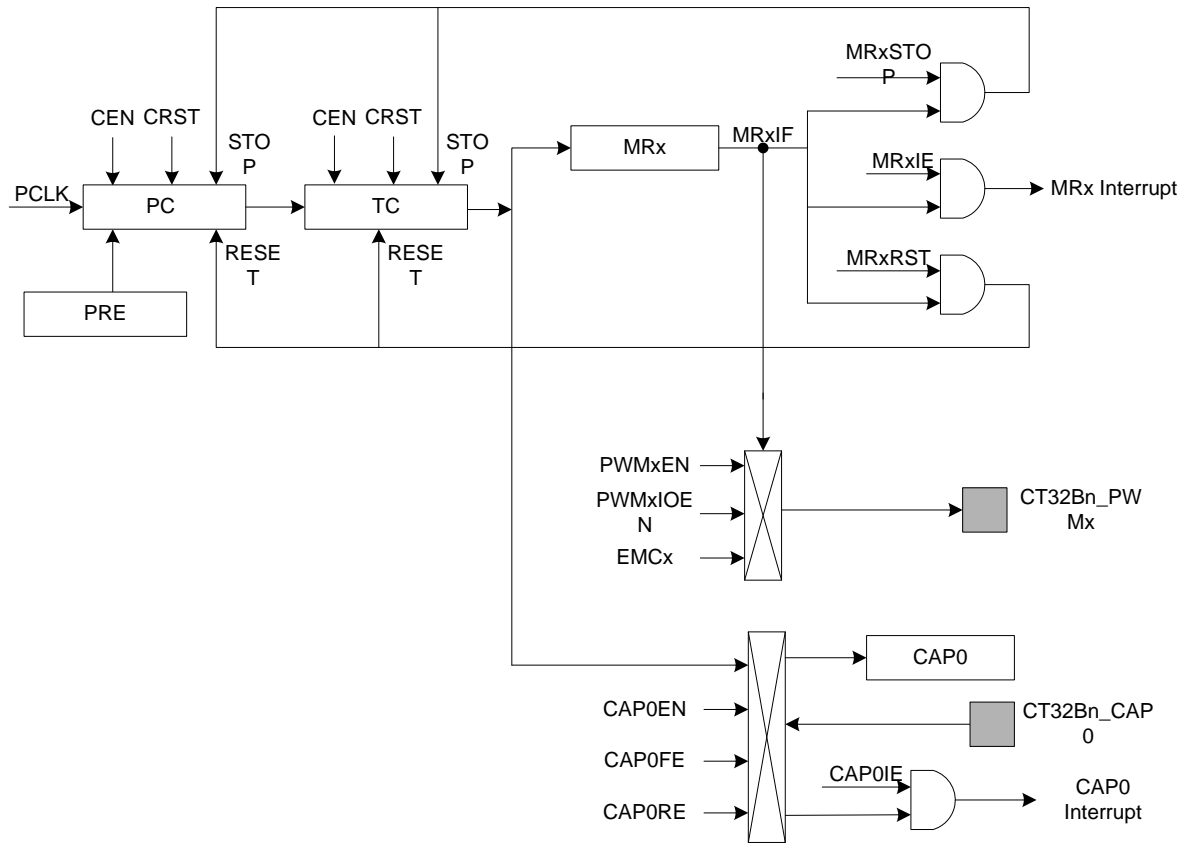 MRxSTO
P
CEN CRST
CEN CRST
STO
P
STO
P
MRx
MRxIF
MRxIE
MRx Interrupt
PCLK
PC
TC
RESE
T
RESE
T
MRxRST
PRE
PWMxEN
PWMxIOE
N
EMCx
CT32Bn_PW
Mx
CAP0
CAP0EN
CT32Bn_CAP
0
CAP0FE
CAP0IE
CAP0RE
CAP0
Interrupt